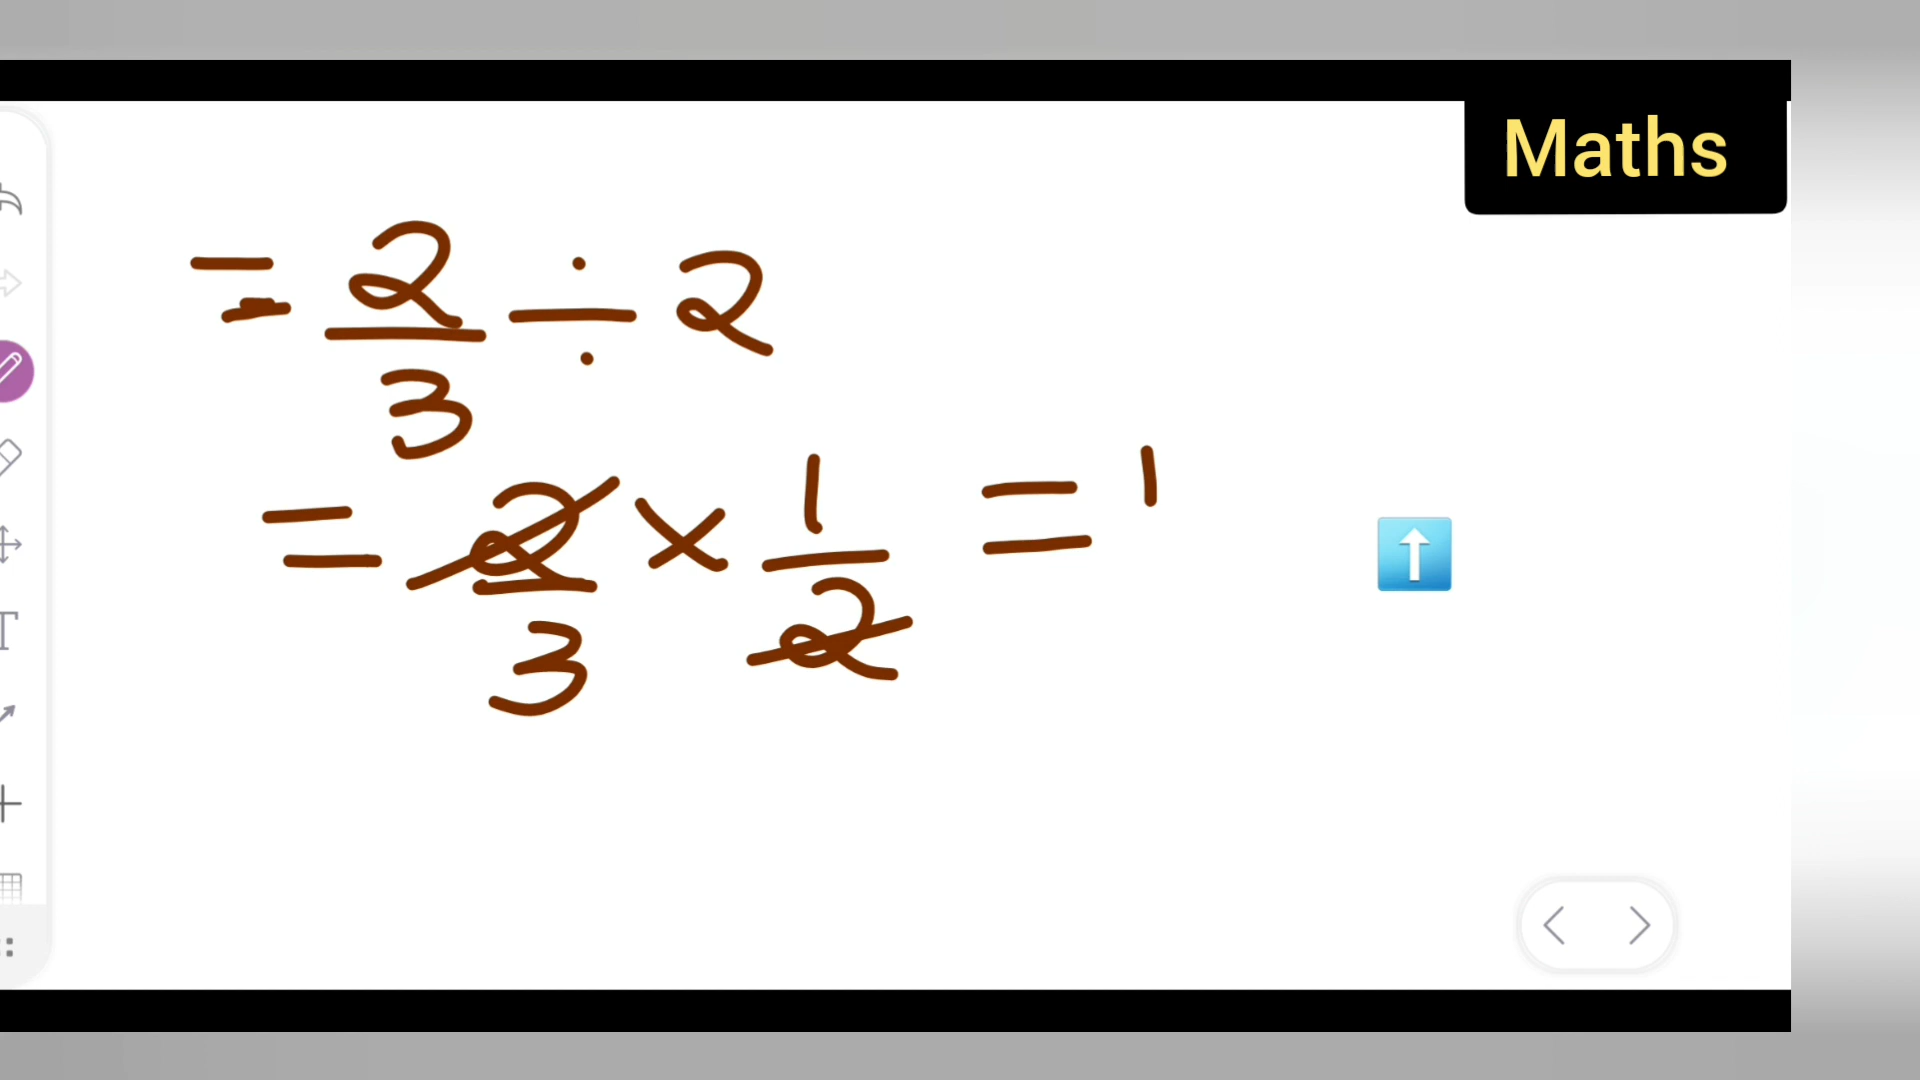 Maths
= 2/3 ÷ 2
= 2/3 × 1/2 = 1